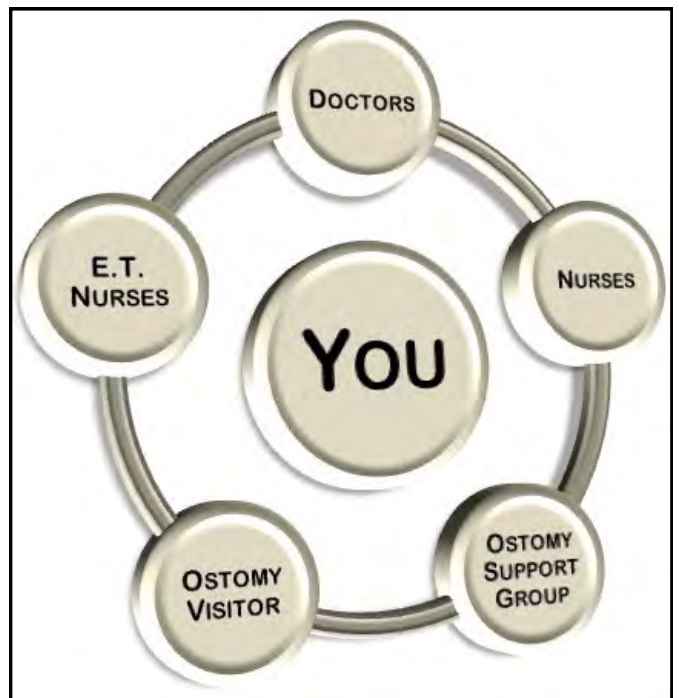 DOCTORS
NURSES
OSTOMY
SUPPORT
GROUP
OSTOMY
VISITOR
E.T.
NURSES
YOU